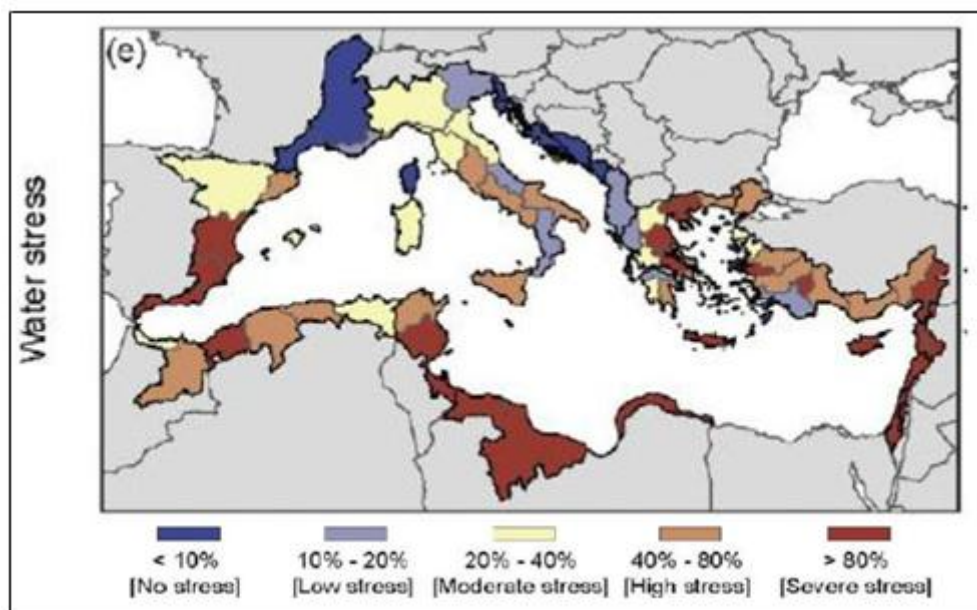 (e)
Water stress
< 10% 10% - 20% 20% - 40% 40% - 80% > 80%
[No stress] [Low stress] [Moderate stress] [High stress] [Severe stress]